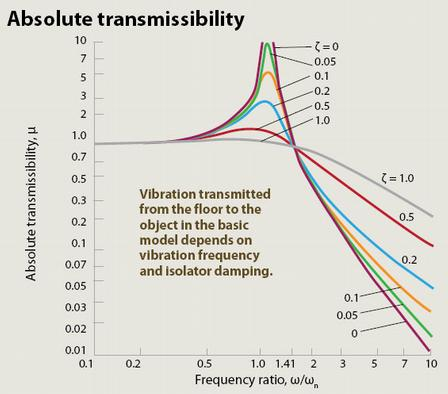 Absolute transmissibility
10
7
5
3
2
1.0
0.7
0.5
0.3
0.2
0.1
0.07
0.05
0.03
0.02
0.01
Absolute transmissibility, μ
ζ = 0
0.05
0.1
0.2
0.5
1.0
ζ = 1.0
0.5
0.2
0.1
0.05
0
Vibration transmitted
from the floor to the
object in the basic
model depends on
vibration frequency
and isolator damping.
0.1 0.2 0.5 1.0 1.41 2 3 5 7 10
Frequency ratio, ω/ωn